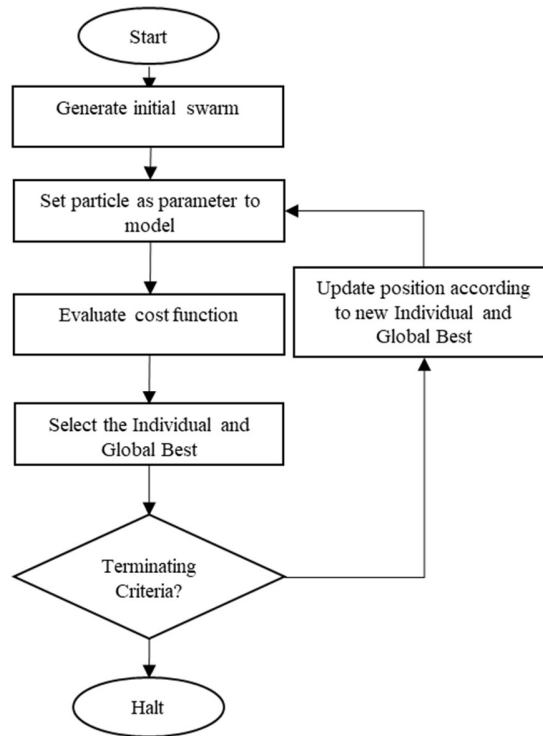 Start
Generate initial swarm
Set particle as parameter to
model
Evaluate cost function
Select the Individual and
Global Best
Update position according
to new Individual and
Global Best
Terminating
Criteria?
Halt